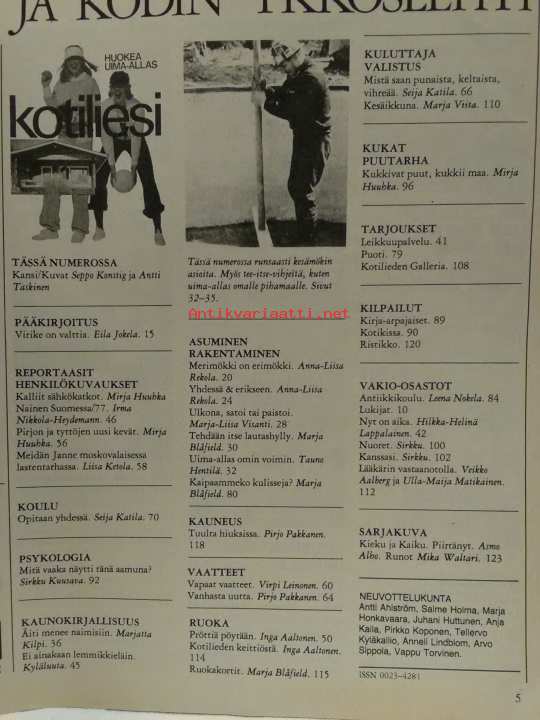 JA KODIN YKKÖSLEHTI
HUOKEA
UIMA-ALLAS
kotiliesi
TÄSSÄ NUMEROSSA
Kansi/Kuvat Seppo Konstig ja Antti
Taskinen
PÄÄKIRJOITUS
Vitike on valttia. Eila Jokela. 15
REPORTAASIT
HENKILÖKUVAUKSET
Kalliit sähkökatkot. Mirja Huuhka
Nainen Suomessa/77. Irma
Nikkola-Heydemann. 46
Pirjon ja tyttöjen uusi kevät. Mirja
Huuhka. 56
Meidän Janne moskovalaisessa
lastentarhassa. Liisa Ketola. 58
KOULU
Opitaan yhdessä. Seija Katila. 70
PSYKOLOGIA
Mitä vaaka näytti tänä aamuna?
Sirkku Kuusava. 92
KAUNOKIRJALLISTA
Äiti menee naimisiin. Marjatta
Kilpi. 36
Ei ainakaan lemmikkieläin.
Kyläluuta. 45
Tässä numerossa runsaasti kesämökin
asioita. Myös tee-itse-vihjeitä, kuten
uima-allas omalle pihamaalle. Sivut
32–35.
Antikvariaatti.net
ASUMINEN
RAKENTAMINEN
Merimökki on erimökki. Anna-Liisa
Rekola. 20
Yhdessä & erikseen. Anna-Liisa
Rekola. 24
Ulkona, satoi tai paistoi.
Marja-Liisa Visanti. 28
Tehdään itse lautashylly. Marja
Blåfield. 30
Uima-allas omin voimin. Tauno
Hentilä. 32
Kaipaammeko kulisseja? Marja
Blåfield. 80
KAUNEUS
Tuulta hiuksissa. Pirjo Pakkanen.
118
VAATTEET
Vapaat vaatteet. Virpi Leinonen. 60
Vanhasta uutta. Pirjo Pakkanen. 64
RUOKA
Pröttiä pöytään. Inga Aaltonen. 50
Kotilieden keittiöstä. Inga Aaltonen.
114
Ruokakortit. Marja Blåfield. 115
KULUTTAJA
VALISTUS
Mistä saan punaista, keltaista,
vihreää. Seija Katila. 66
Kesäikkuna. Marja Viita. 110
KUKAT
PUUTARHA
Kukkivat puut, kukkii maa. Mirja
Huuhka. 96
TARJOUKSET
Leikkuupalvelu. 41
Puoti. 79
Kotilieden Galleria. 108
KILPAILUT
Kirja-arpajaiset. 89
Kotikissa. 90
Ristikko. 120
VAKIO-OSASTOT
Antiikkikoulu. Leena Nokela. 84
Lukijat. 10
Nyt on aika. Hilkka-Helinä
Lappalainen. 42
Nuoret. Sirkku. 100
Kanssasi. Sirkku. 102
Lääkärin vastaanotolla. Veikko
Aalberg ja Ulla-Maija Matikainen.
112
SARJAKUVA
Kieku ja Kaiku. Piirtänyt. Asmo
Alho. Runot Mika Waltari. 123
NEUVOTTELUKUNTA
Antti Ahlström, Salme Holma, Marja
Honkavaara, Juhani Huttunen, Anja
Kaila, Pirkko Koponen, Tellervo
Kyläkallio, Anneli Lindblom, Arvo
Sippola, Vappu Torvinen.
ISSN 0023–4281
5